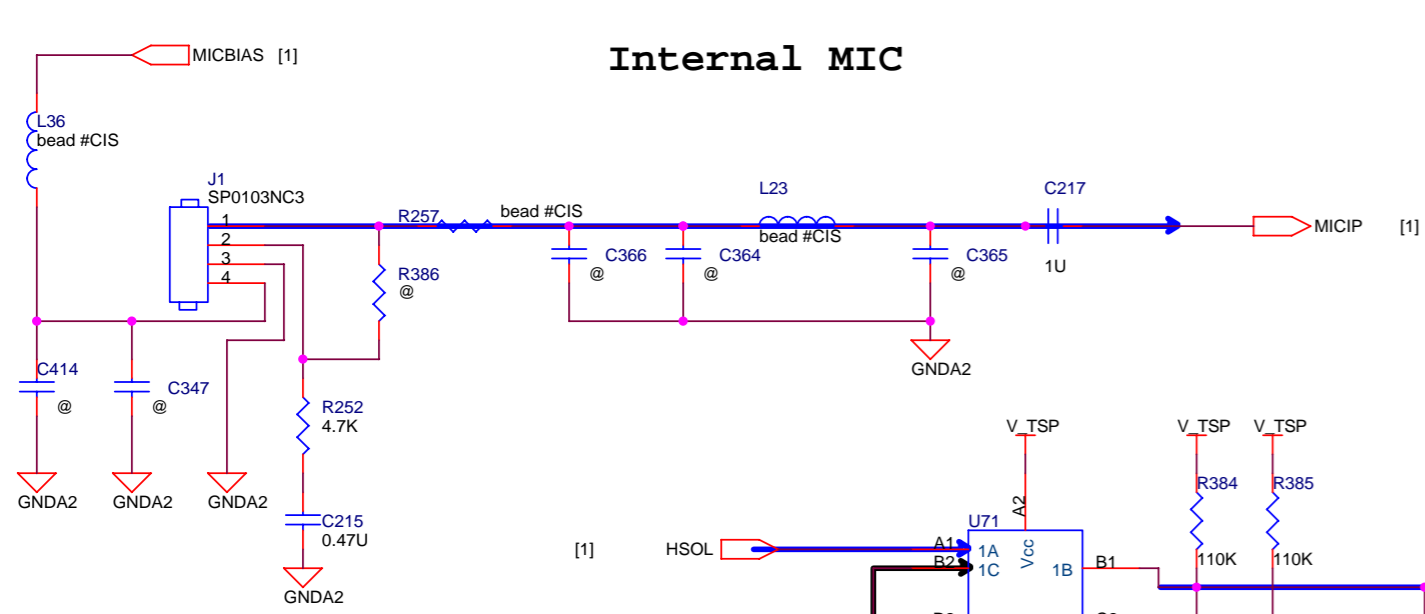 Internal MIC
MICBIAS [1]
L36
bead #CIS
J1
SP0103NC3
1
2
3
4
R257
bead #CIS
L23
bead #CIS
C217
1U
MICIP [1]
R386
@
C366
@
C364
@
C365
@
GNDA2
C414
@
C347
@
R252
4.7K
GNDA2
GNDA2
GNDA2
C215
0.47U
GNDA2
V_TSP
V_TSP
V_TSP
R384
110K
R385
110K
U71
A2
Vcc
[1] HSOL
A1
1A
B2
1C
1B
B1